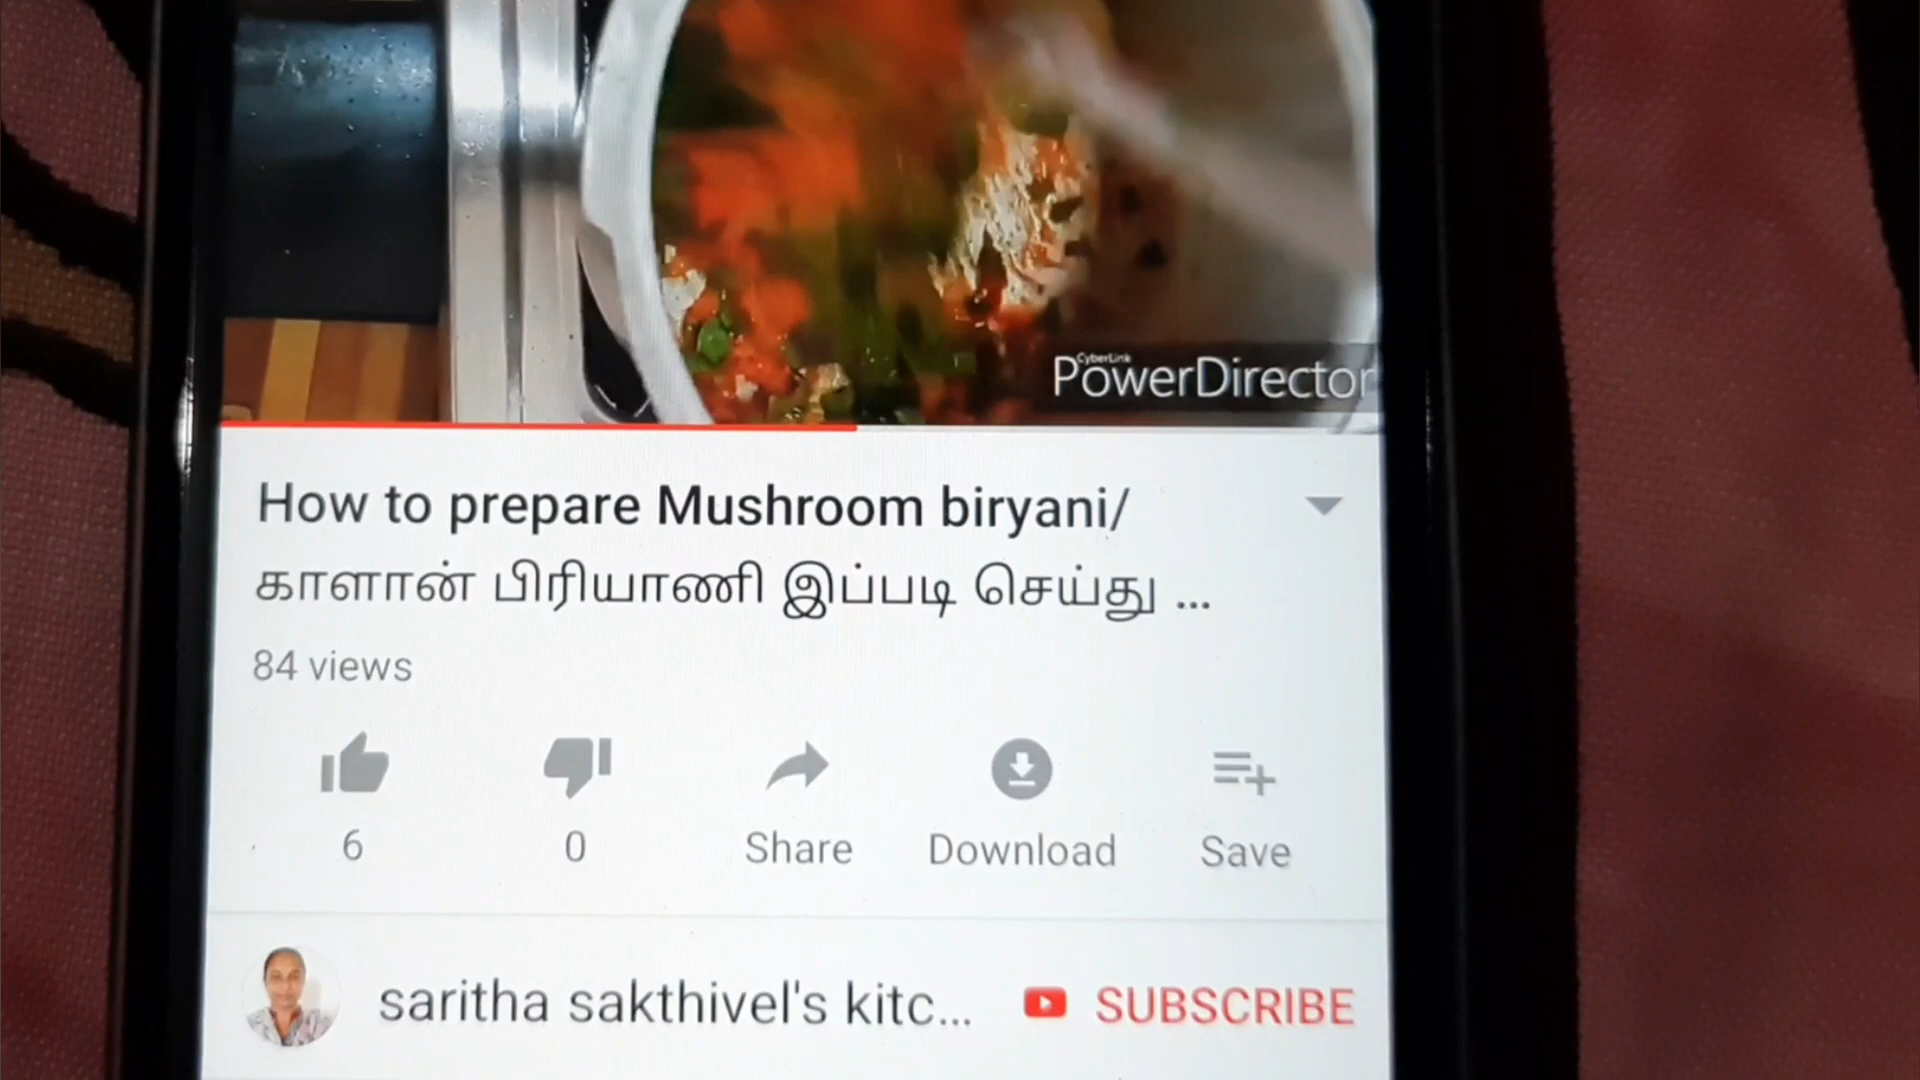 CyberLink
PowerDirector
How to prepare Mushroom biryani/
காளான் பிரியாணி இப்படி செய்து ...
84 views
6
0
Share
Download
Save
saritha sakthivel's kitc...
SUBSCRIBE